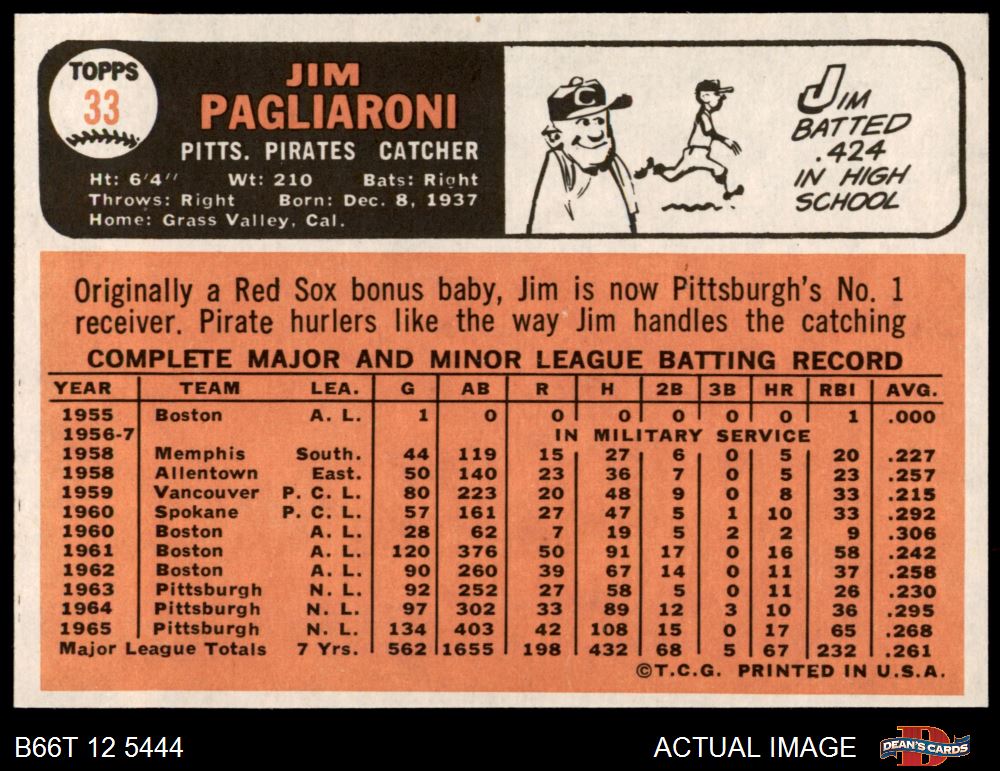 TOPPS
33
JIM
PAGLIARONI
PITTS. PIRATES CATCHER
Ht: 6'4" Wt: 210 Bats: Right
Throws: Right Born: Dec. 8, 1937
Home: Grass Valley, Cal.
C
JIM
BATTED
.424
IN HIGH
SCHOOL
Originally a Red Sox bonus baby, Jim is now Pittsburgh's No. 1
receiver. Pirate hurlers like the way Jim handles the catching
COMPLETE MAJOR AND MINOR LEAGUE BATTING RECORD
YEAR TEAM LEA. G AB R H 2B 3B HR RBI AVG.
1955 Boston A. L. 1 0 0 0 0 0 0 1 .000
1956-7 IN MILITARY SERVICE
1958 Memphis South. 44 119 15 27 6 0 5 20 .227
1958 Allentown East. 50 140 23 36 7 0 5 23 .257
1959 Vancouver P. C. L. 80 223 20 48 9 0 8 33 .215
1960 Spokane P. C. L. 57 161 27 47 5 1 10 33 .292
1960 Boston A. L. 28 62 7 19 5 2 2 9 .306
1961 Boston A. L. 120 376 50 91 17 0 16 58 .242
1962 Boston A. L. 90 260 39 67 14 0 11 37 .258
1963 Pittsburgh N. L. 92 252 27 58 5 0 11 26 .230
1964 Pittsburgh N. L. 97 302 33 89 12 3 10 36 .295
1965 Pittsburgh N. L. 134 403 42 108 15 0 17 65 .268
Major League Totals 7 Yrs. 562 1655 198 432 68 5 67 232 .261
©T.C.G. PRINTED IN U.S.A.
B66T 12 5444
ACTUAL IMAGE
D
DEAN'S CARDS